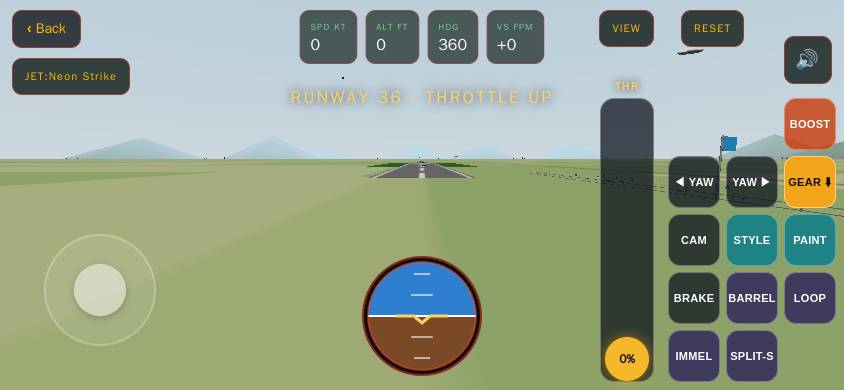 ‹ Back
JET:Neon Strike
SPD KT
0
ALT FT
0
HDG
360
VS FPM
+0
VIEW
RESET
RUNWAY 36 · THROTTLE UP
THR
0%
BOOST
◀ YAW
YAW ▶
GEAR ⬇
CAM
STYLE
PAINT
BRAKE
BARREL
LOOP
IMMEL
SPLIT-S